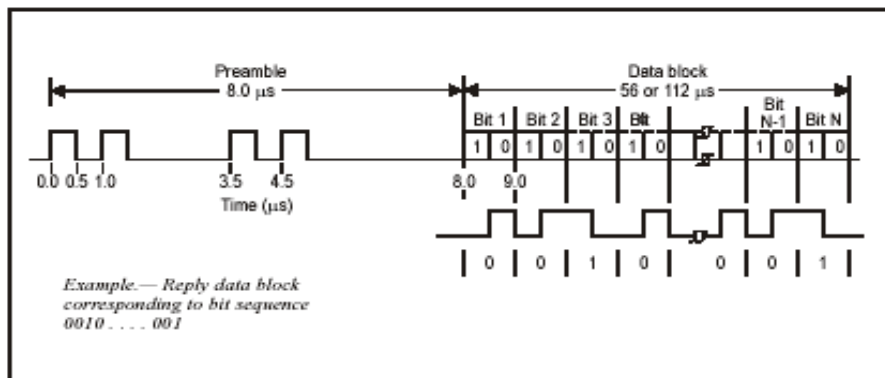 Preamble
8.0 µs
Data block
56 or 112 µs
Bit 1 Bit 2 Bit 3 Bit Bit N-1 Bit N
1 0 1 0 1 0 1 0 1 0 1 0
0.0 0.5 1.0 3.5 4.5 8.0 9.0
Time (µs)
0 0 1 0 0 0 1
Example.— Reply data block
corresponding to bit sequence
0010 . . . . 001